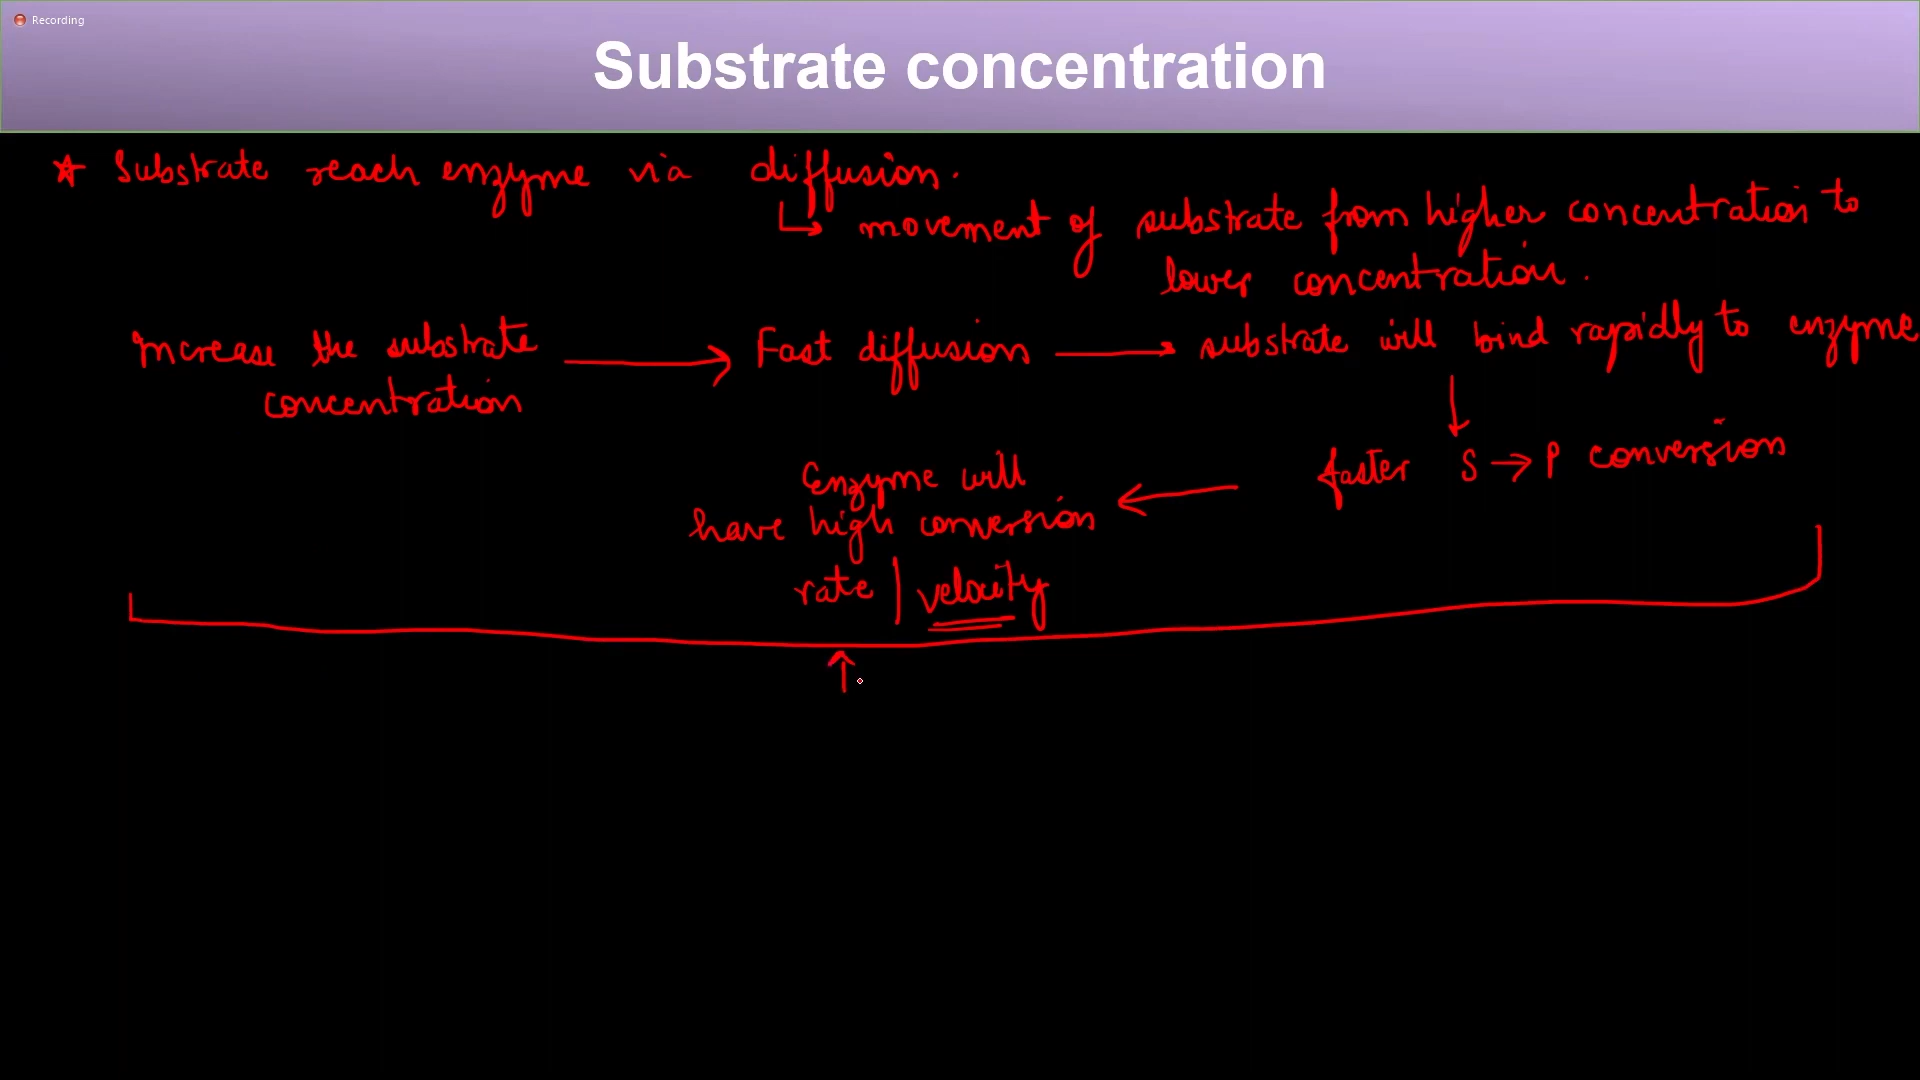 Recording
Substrate concentration
* Substrate reach enzyme via diffusion.
↳ movement of substrate from higher concentration to
lower concentration.
Increase the substrate → Fast diffusion → substrate will bind rapidly to enzyme
concentration
↓
faster S → P conversion
←
Enzyme will
have high conversion
rate | velocity
↑